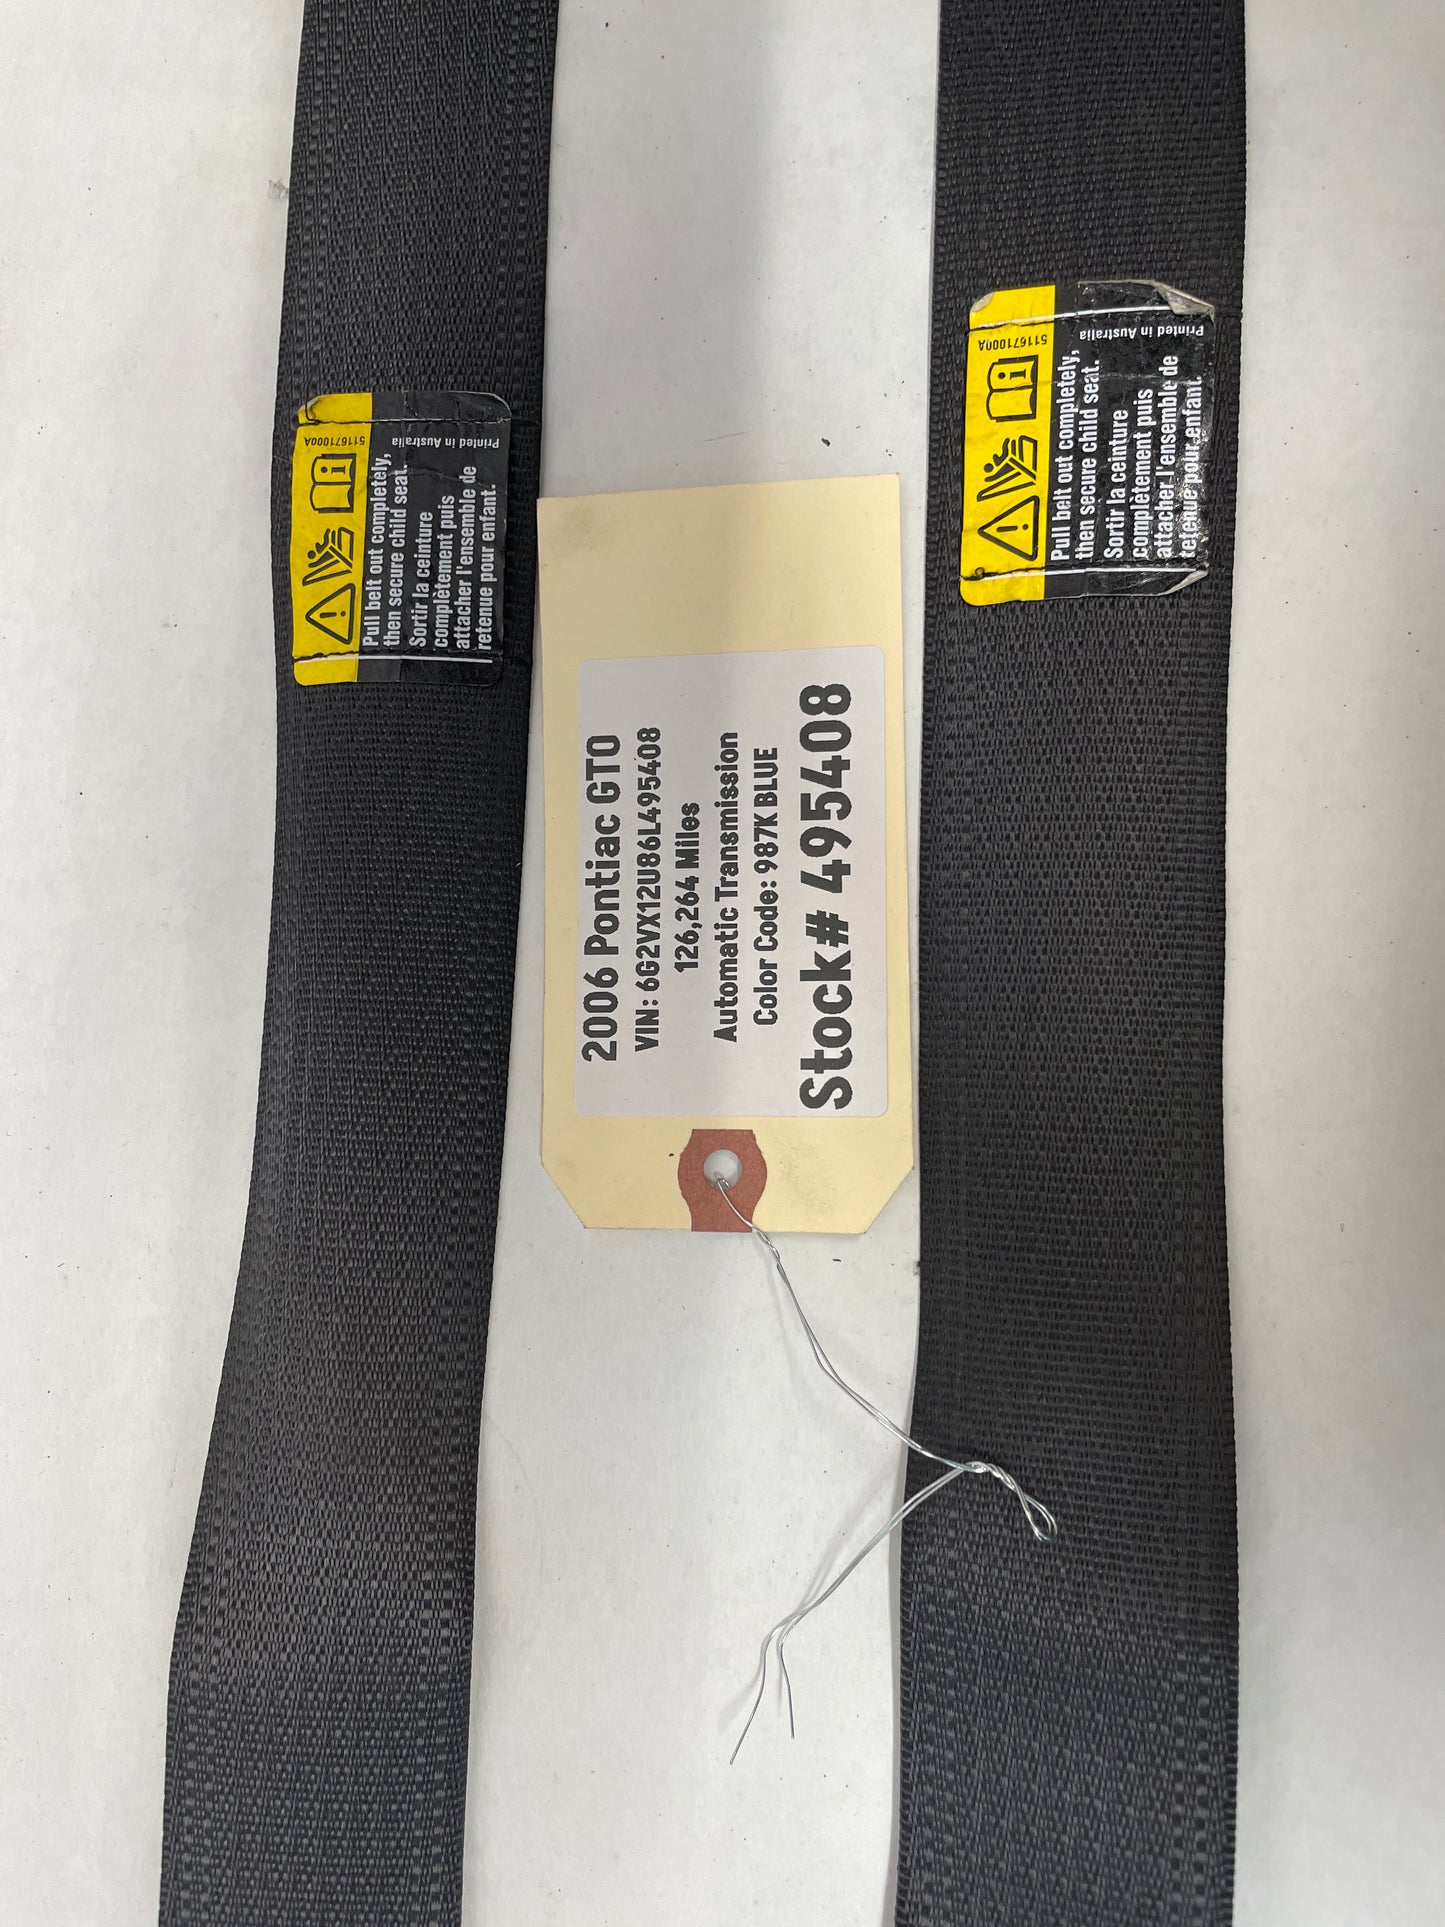 511671000A
Printed in Australia
Pull belt out completely,
then secure child seat.
Sortir la ceinture
complètement puis
attacher l'ensemble de
retenue pour enfant.
2006 Pontiac GTO
VIN: 6G2VX12U86L495408
126,264 Miles
Automatic Transmission
Color Code: 987K BLUE
Stock# 495408
511671000A
Printed in Australia
Pull belt out completely,
then secure child seat.
Sortir la ceinture
complètement puis
attacher l'ensemble de
retenue pour enfant.